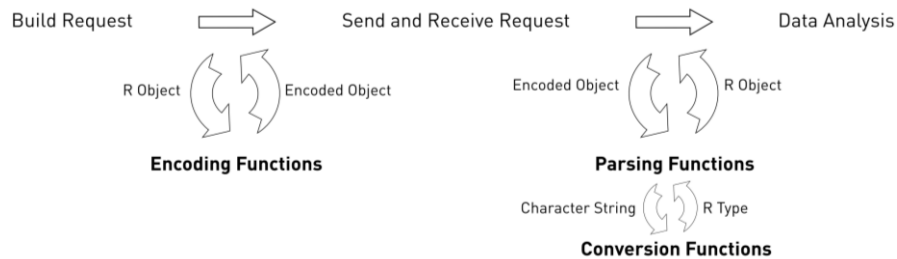 Build Request
Send and Receive Request
Data Analysis
R Object
Encoded Object
Encoded Object
R Object
Encoding Functions
Parsing Functions
Character String
R Type
Conversion Functions